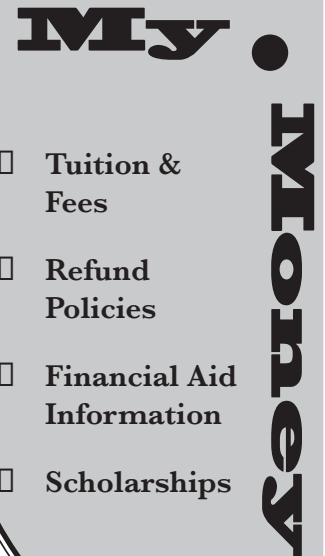 My •
Money
▯ Tuition &
Fees
▯ Refund
Policies
▯ Financial Aid
Information
▯ Scholarships